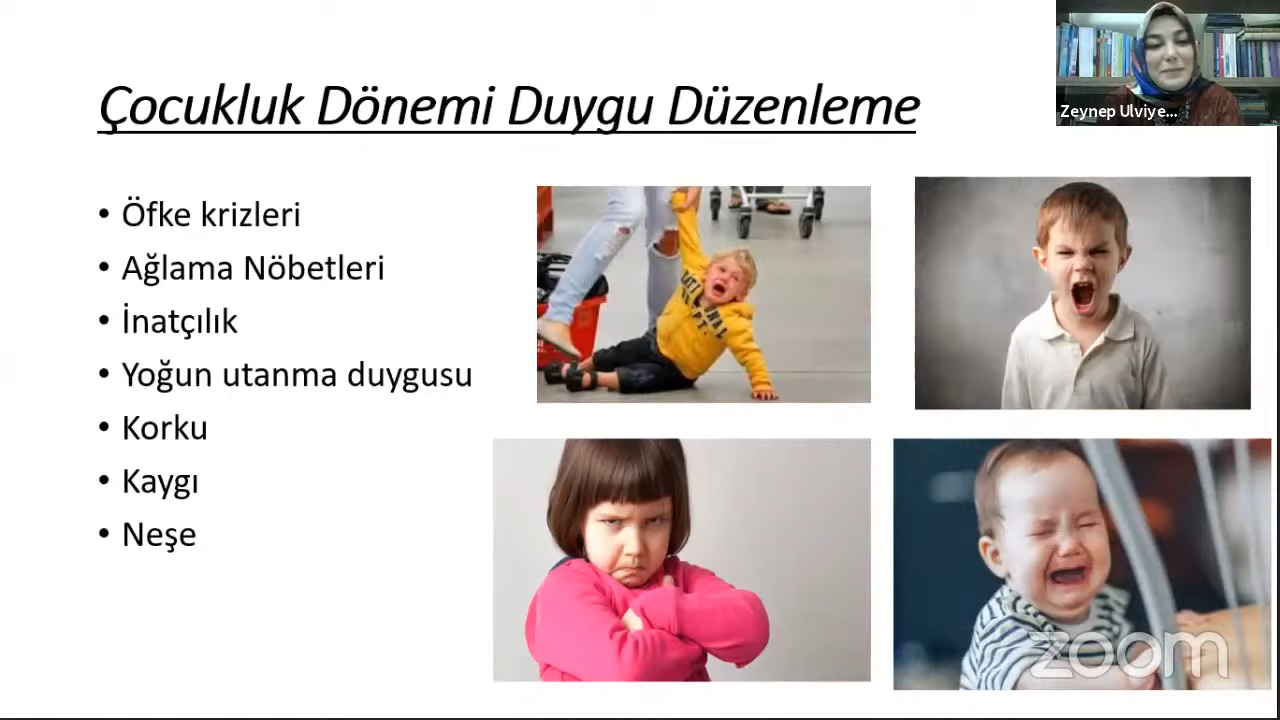 Çocukluk Dönemi Duygu Düzenleme
Zeynep Ulviye...
• Öfke krizleri
• Ağlama Nöbetleri
• İnatçılık
• Yoğun utanma duygusu
• Korku
• Kaygı
• Neşe
zoom